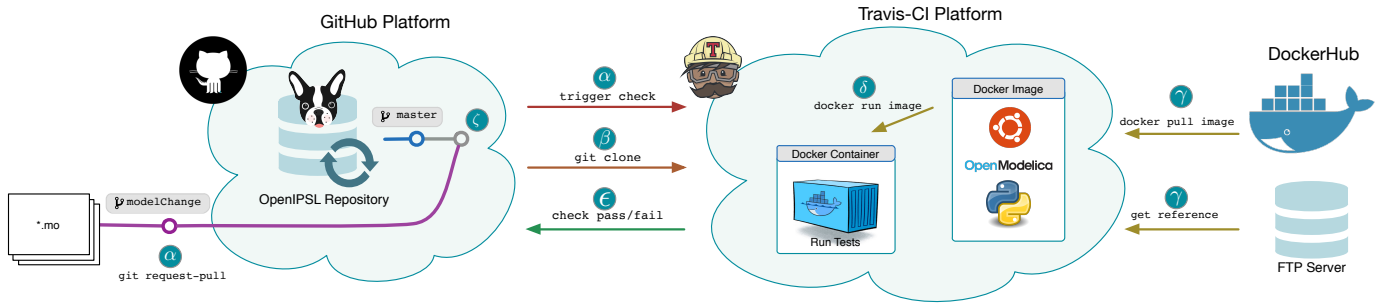 GitHub Platform
Travis-CI Platform
DockerHub
T
α
trigger check
δ
docker run image
Docker Image
γ
docker pull image
master
ζ
β
git clone
Docker Container
OpenModelica
OpenIPSL Repository
modelChange
ϵ
check pass/fail
γ
get reference
*.mo
Run Tests
α
git request-pull
FTP Server